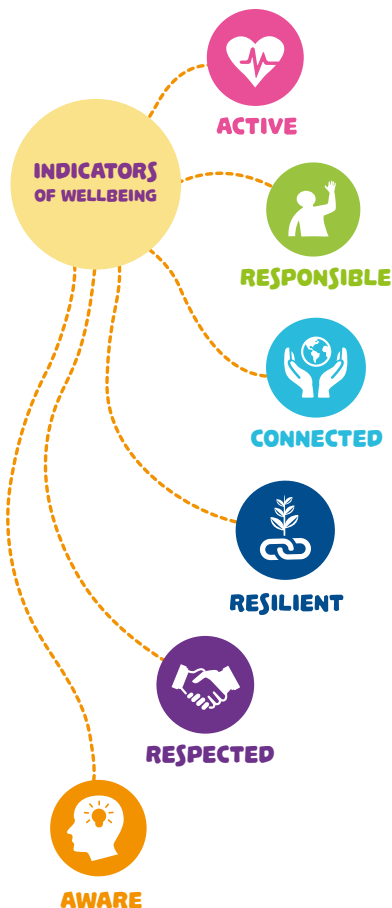 INDICATORS
OF WELLBEING
ACTIVE
RESPONSIBLE
CONNECTED
RESILIENT
RESPECTED
AWARE